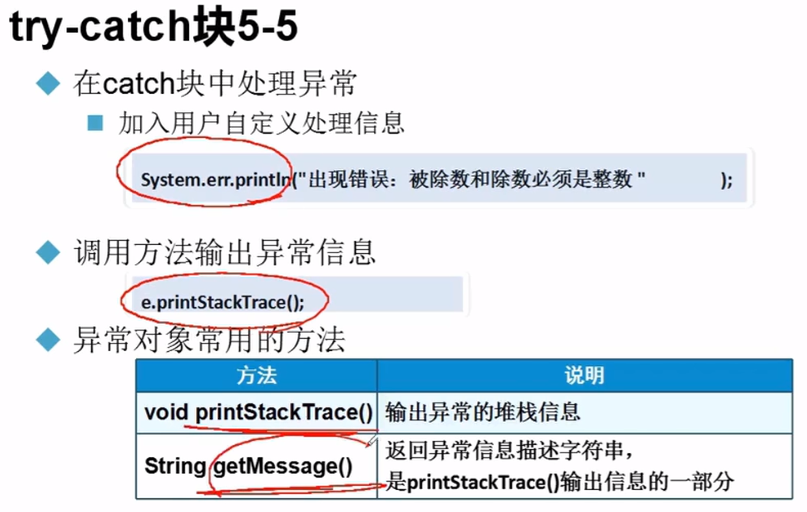 try-catch块5-5
在catch块中处理异常
加入用户自定义处理信息
System.err.println("出现错误：被除数和除数必须是整数 " );
调用方法输出异常信息
e.printStackTrace();
异常对象常用的方法
方法 说明
void printStackTrace() 输出异常的堆栈信息
String getMessage() 返回异常信息描述字符串，
是printStackTrace()输出信息的一部分